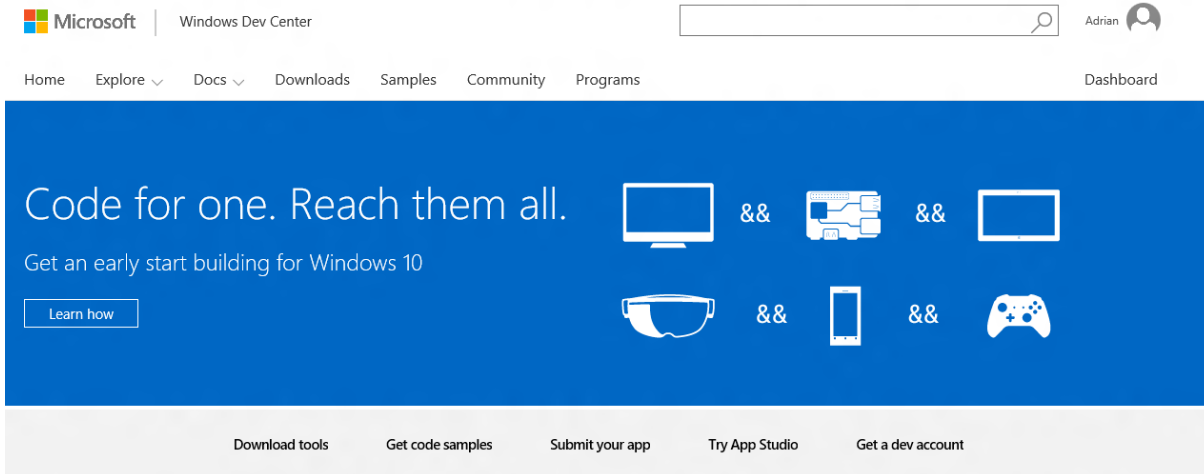 Microsoft | Windows Dev Center Adrian
Home Explore Docs Downloads Samples Community Programs Dashboard
Code for one. Reach them all.
&& &&
Get an early start building for Windows 10
Learn how
&& &&
Download tools Get code samples Submit your app Try App Studio Get a dev account